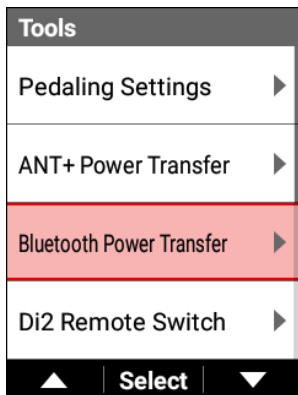 Tools
Pedaling Settings
ANT+ Power Transfer
Bluetooth Power Transfer
Di2 Remote Switch
Select